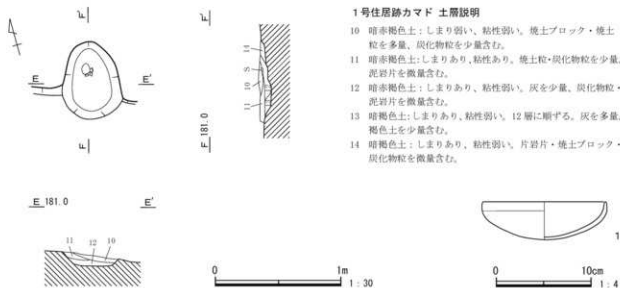 1号住居跡カマド 土層説明
10 暗赤褐色土：しまり弱い、粘性弱い。焼土ブロック・焼土
粒を多量、炭化物粒を少量含む。
11 暗赤褐色土：しまりあり、粘性あり。焼土粒・炭化物粒を少量、
泥岩片を微量含む。
12 暗赤褐色土：しまりあり、粘性弱い。灰を少量、炭化物粒・
泥岩片を微量含む。
13 暗褐色土：しまりあり、粘性弱い。12層に順ずる。灰を多量、
褐色土を少量含む。
14 暗褐色土：しまりあり、粘性弱い。片岩片・焼土ブロック・
炭化物粒を微量含む。
F'
E E'
F
F'
14
S
10
11
F 181.0
E 181.0 E'
11 12 10
0 1m
1：30
1
0 10cm
1：4